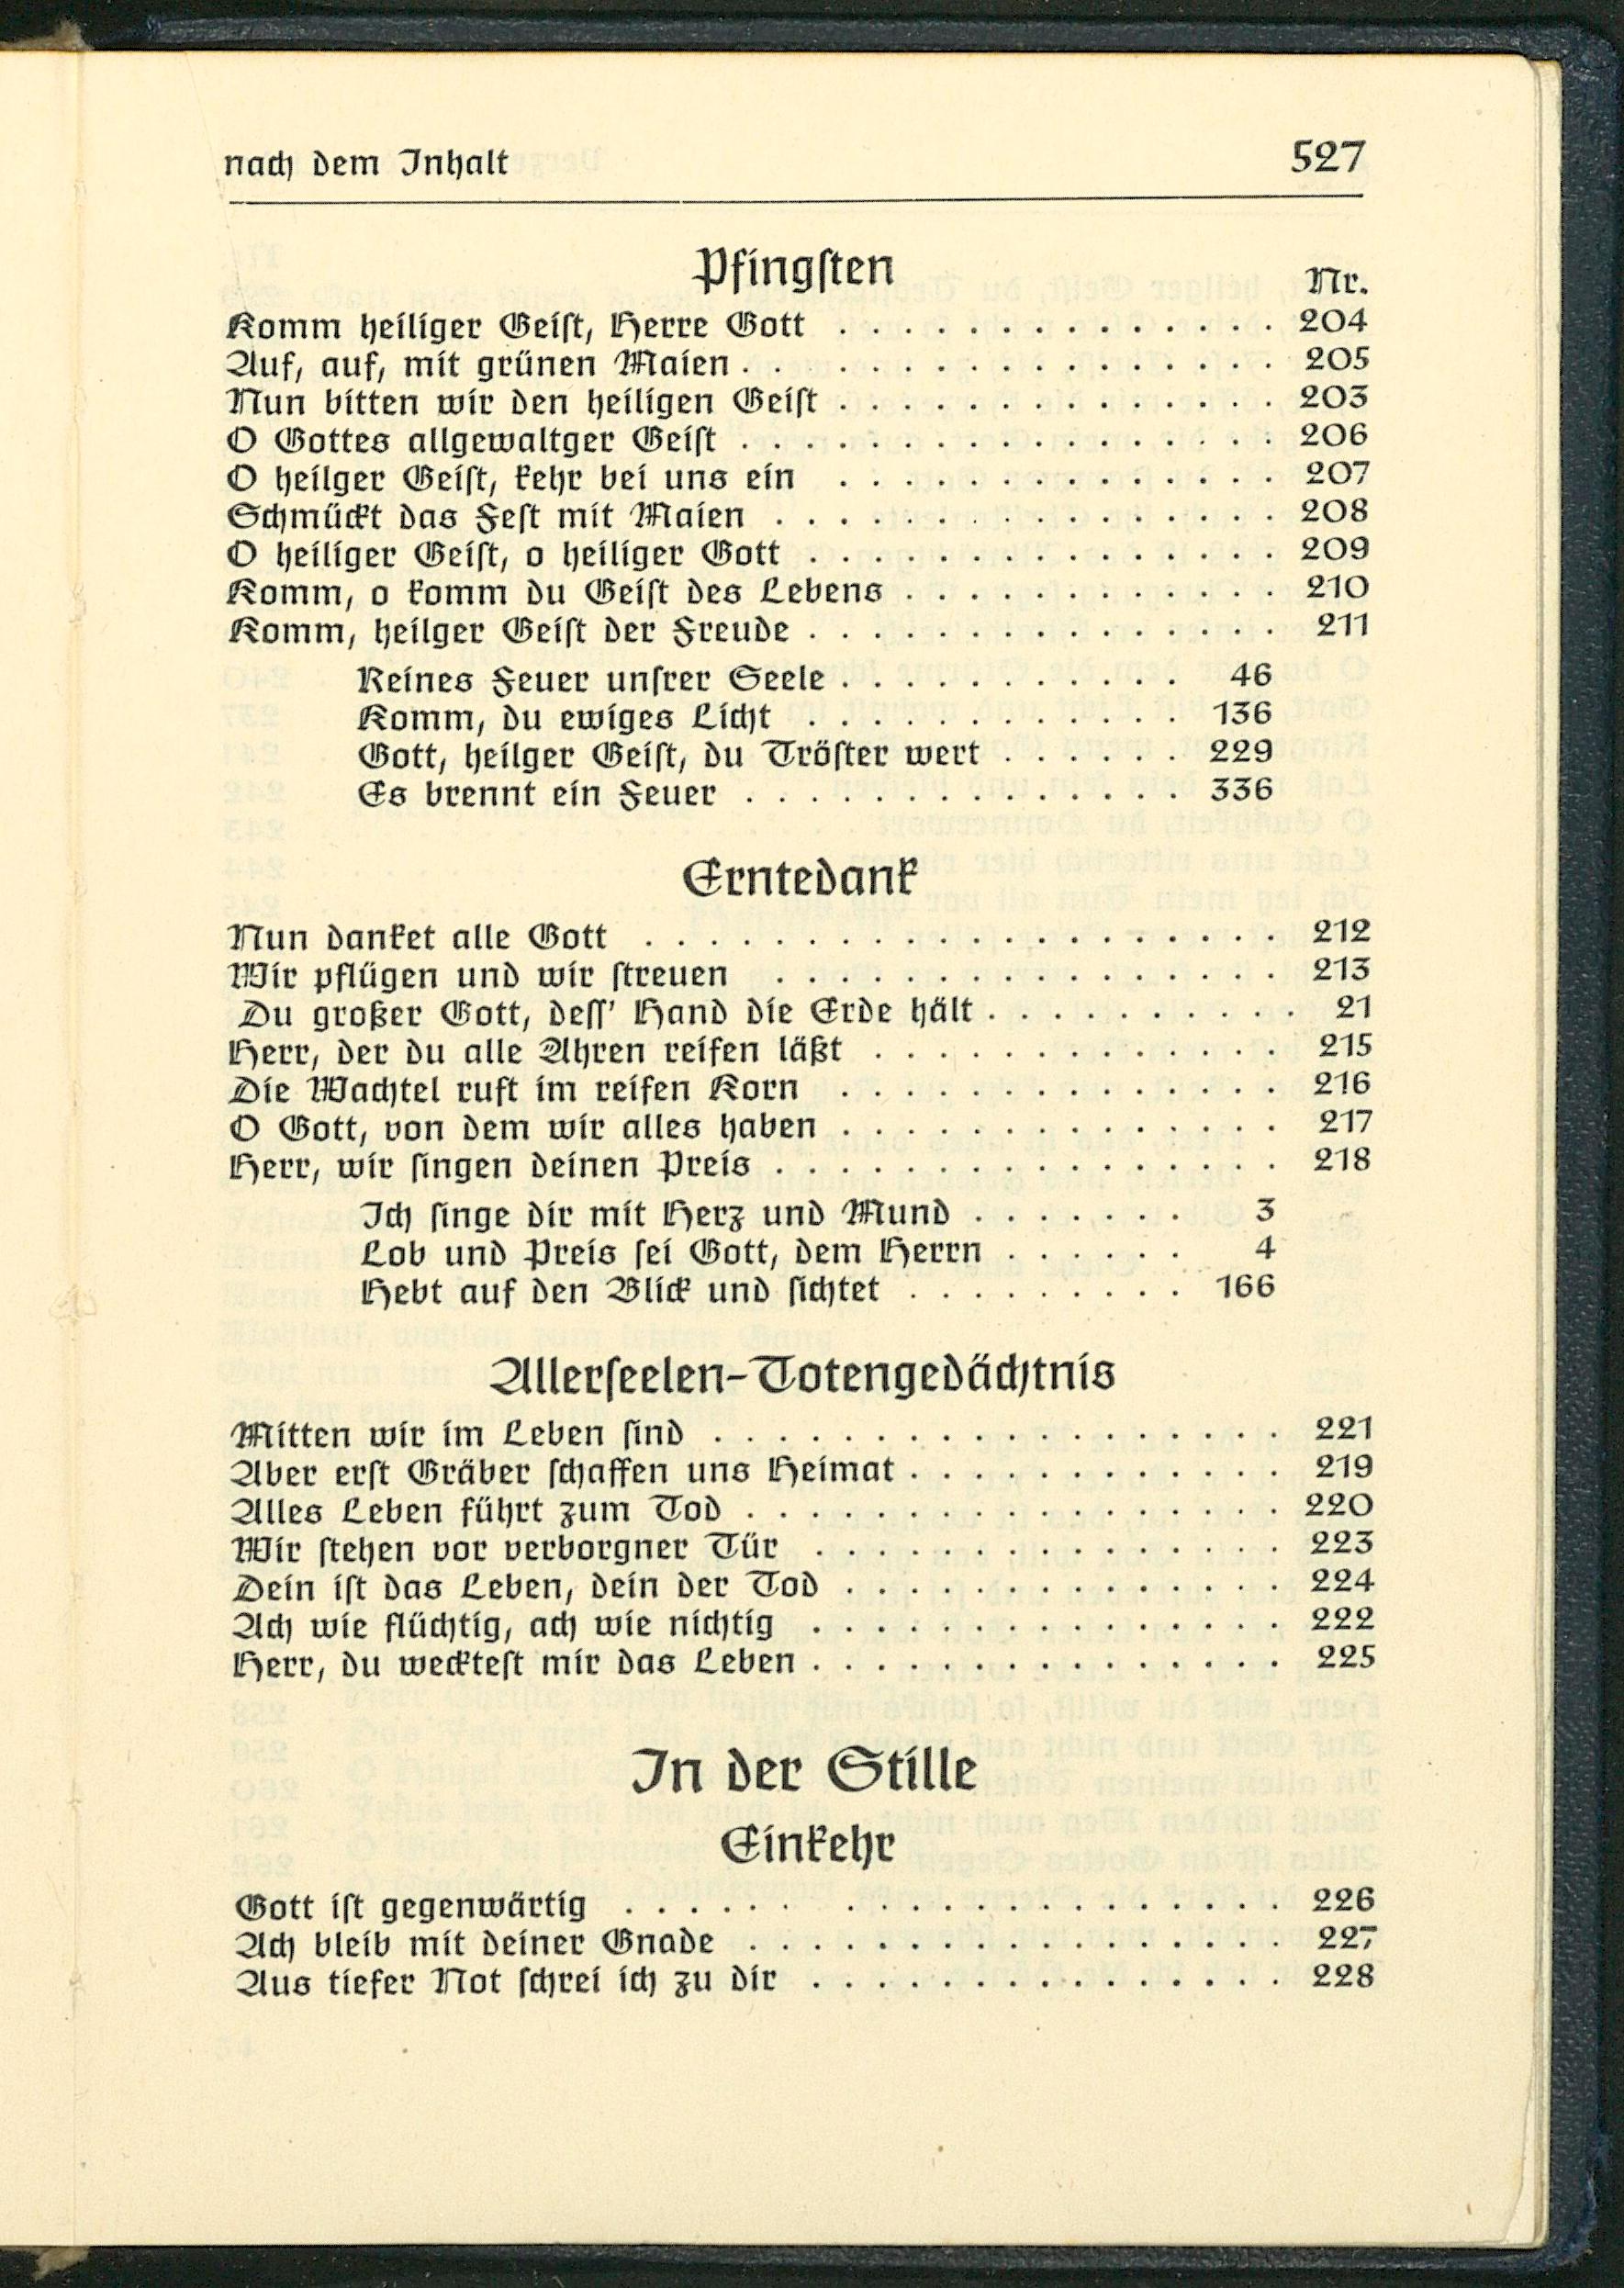 nach dem Inhalt 527
Pfingsten
Nr.
Komm heiliger Geist, Herre Gott . . . . . . . . . . . . . . 204
Auf, auf, mit grünen Maien . . . . . . . . . . . . . . . . . 205
Nun bitten wir den heiligen Geist . . . . . . . . . . . . . . 203
O Gottes allgewaltger Geist . . . . . . . . . . . . . . . . . 206
O heilger Geist, kehr bei uns ein . . . . . . . . . . . . . . 207
Schmückt das Fest mit Maien . . . . . . . . . . . . . . . . 208
O heiliger Geist, o heiliger Gott . . . . . . . . . . . . . . . 209
Komm, o komm du Geist des Lebens . . . . . . . . . . . . 210
Komm, heilger Geist der Freude . . . . . . . . . . . . . . . 211
Reines Feuer unsrer Seele . . . . . . . . . . . 46
Komm, du ewiges Licht . . . . . . . . . . . . 136
Gott, heilger Geist, du Tröster wert . . . . . . 229
Es brennt ein Feuer . . . . . . . . . . . . . . 336
Erntedank
Nun danket alle Gott . . . . . . . . . . . . . . . . . . . . 212
Wir pflügen und wir streuen . . . . . . . . . . . . . . . . 213
Du großer Gott, dess' Hand die Erde hält . . . . . . . . . . 21
Herr, der du alle Ähren reifen läßt . . . . . . . . . . . . . 215
Die Wachtel ruft im reifen Korn . . . . . . . . . . . . . . 216
O Gott, von dem wir alles haben . . . . . . . . . . . . . . 217
Herr, wir singen deinen Preis . . . . . . . . . . . . . . . . 218
Ich singe dir mit Herz und Mund . . . . . . . 3
Lob und Preis sei Gott, dem Herrn . . . . . . 4
Hebt auf den Blick und sichtet . . . . . . . . . 166
Allerseelen-Totengedächtnis
Mitten wir im Leben sind . . . . . . . . . . . . . . . . . . 221
Aber erst Gräber schaffen uns Heimat . . . . . . . . . . . . 219
Alles Leben führt zum Tod . . . . . . . . . . . . . . . . . 220
Wir stehen vor verborgner Tür . . . . . . . . . . . . . . . 223
Dein ist das Leben, dein der Tod . . . . . . . . . . . . . . 224
Ach wie flüchtig, ach wie nichtig . . . . . . . . . . . . . . . 222
Herr, du wecktest mir das Leben . . . . . . . . . . . . . . . 225
In der Stille
Einkehr
Gott ist gegenwärtig . . . . . . . . . . . . . . . . . . . . 226
Ach bleib mit deiner Gnade . . . . . . . . . . . . . . . . . 227
Aus tiefer Not schrei ich zu dir . . . . . . . . . . . . . . . 228